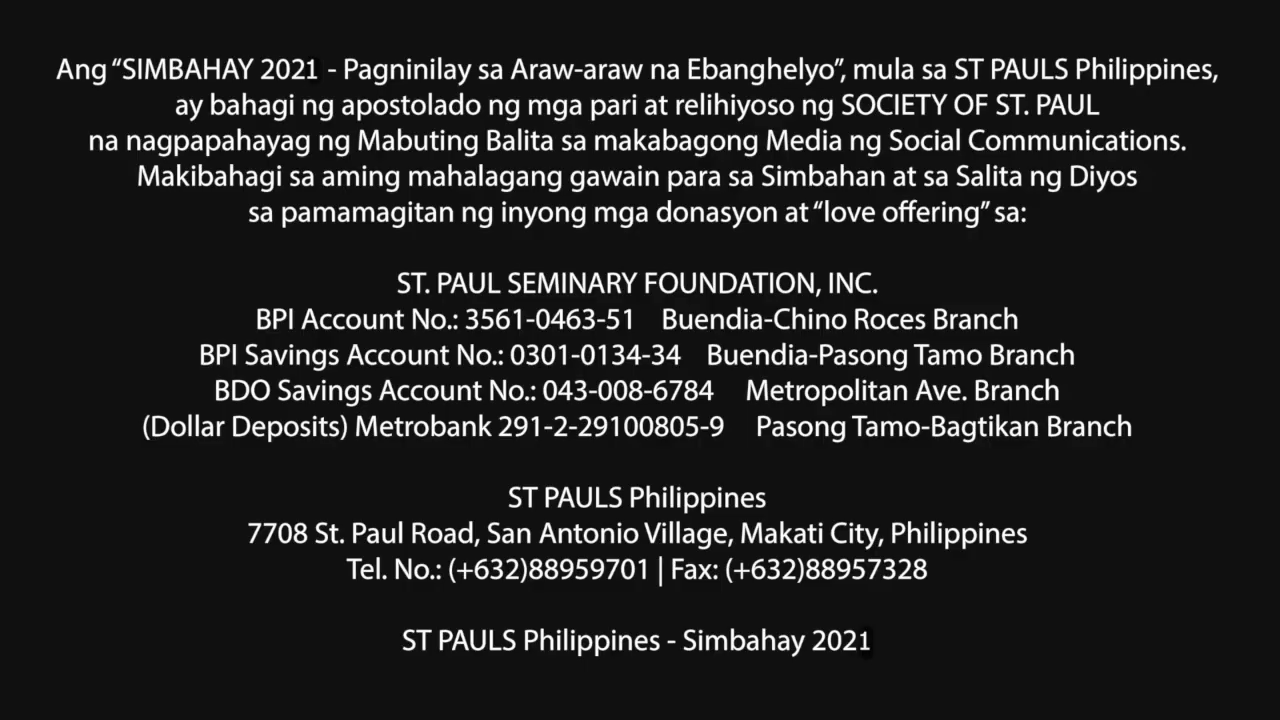 Ang “SIMBAHAY 2021 - Pagninilay sa Araw-araw na Ebanghelyo”, mula sa ST PAULS Philippines,
ay bahagi ng apostolado ng mga pari at relihiyoso ng SOCIETY OF ST. PAUL
na nagpapahayag ng Mabuting Balita sa makabagong Media ng Social Communications.
Makibahagi sa aming mahalagang gawain para sa Simbahan at sa Salita ng Diyos
sa pamamagitan ng inyong mga donasyon at “love offering” sa:
ST. PAUL SEMINARY FOUNDATION, INC.
BPI Account No.: 3561-0463-51 Buendia-Chino Roces Branch
BPI Savings Account No.: 0301-0134-34 Buendia-Pasong Tamo Branch
BDO Savings Account No.: 043-008-6784 Metropolitan Ave. Branch
(Dollar Deposits) Metrobank 291-2-29100805-9 Pasong Tamo-Bagtikan Branch
ST PAULS Philippines
7708 St. Paul Road, San Antonio Village, Makati City, Philippines
Tel. No.: (+632)88959701 | Fax: (+632)88957328
ST PAULS Philippines - Simbahay 2021